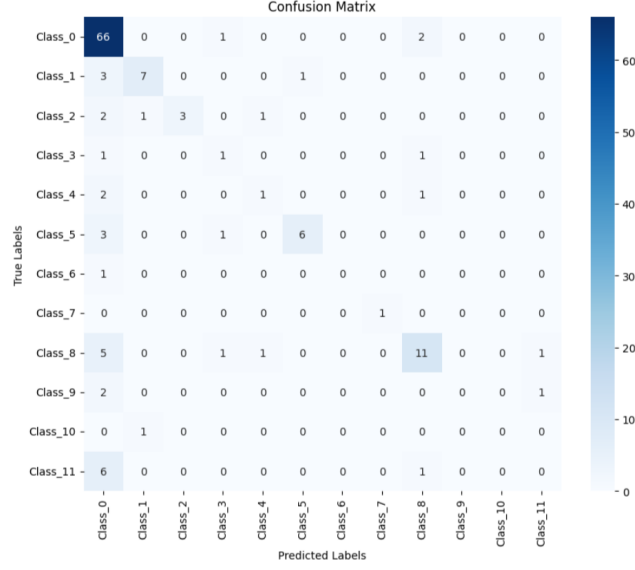 Confusion Matrix
Class_0 66 0 0 1 0 0 0 0 2 0 0 0
Class_1 3 7 0 0 0 1 0 0 0 0 0 0
Class_2 2 1 3 0 1 0 0 0 0 0 0 0
Class_3 1 0 0 1 0 0 0 0 1 0 0 0
Class_4 2 0 0 0 1 0 0 0 1 0 0 0
Class_5 3 0 0 1 0 6 0 0 0 0 0 0
Class_6 1 0 0 0 0 0 0 0 0 0 0 0
Class_7 0 0 0 0 0 0 0 1 0 0 0 0
Class_8 5 0 0 1 1 0 0 0 11 0 0 1
Class_9 2 0 0 0 0 0 0 0 0 0 0 1
Class_10 0 1 0 0 0 0 0 0 0 0 0 0
Class_11 6 0 0 0 0 0 0 0 1 0 0 0
True Labels
Class_0 Class_1 Class_2 Class_3 Class_4 Class_5 Class_6 Class_7 Class_8 Class_9 Class_10 Class_11
Predicted Labels
60
50
40
30
20
10
0